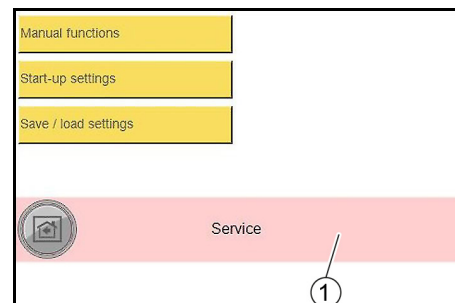 Manual functions
Start-up settings
Save / load settings
Service
1